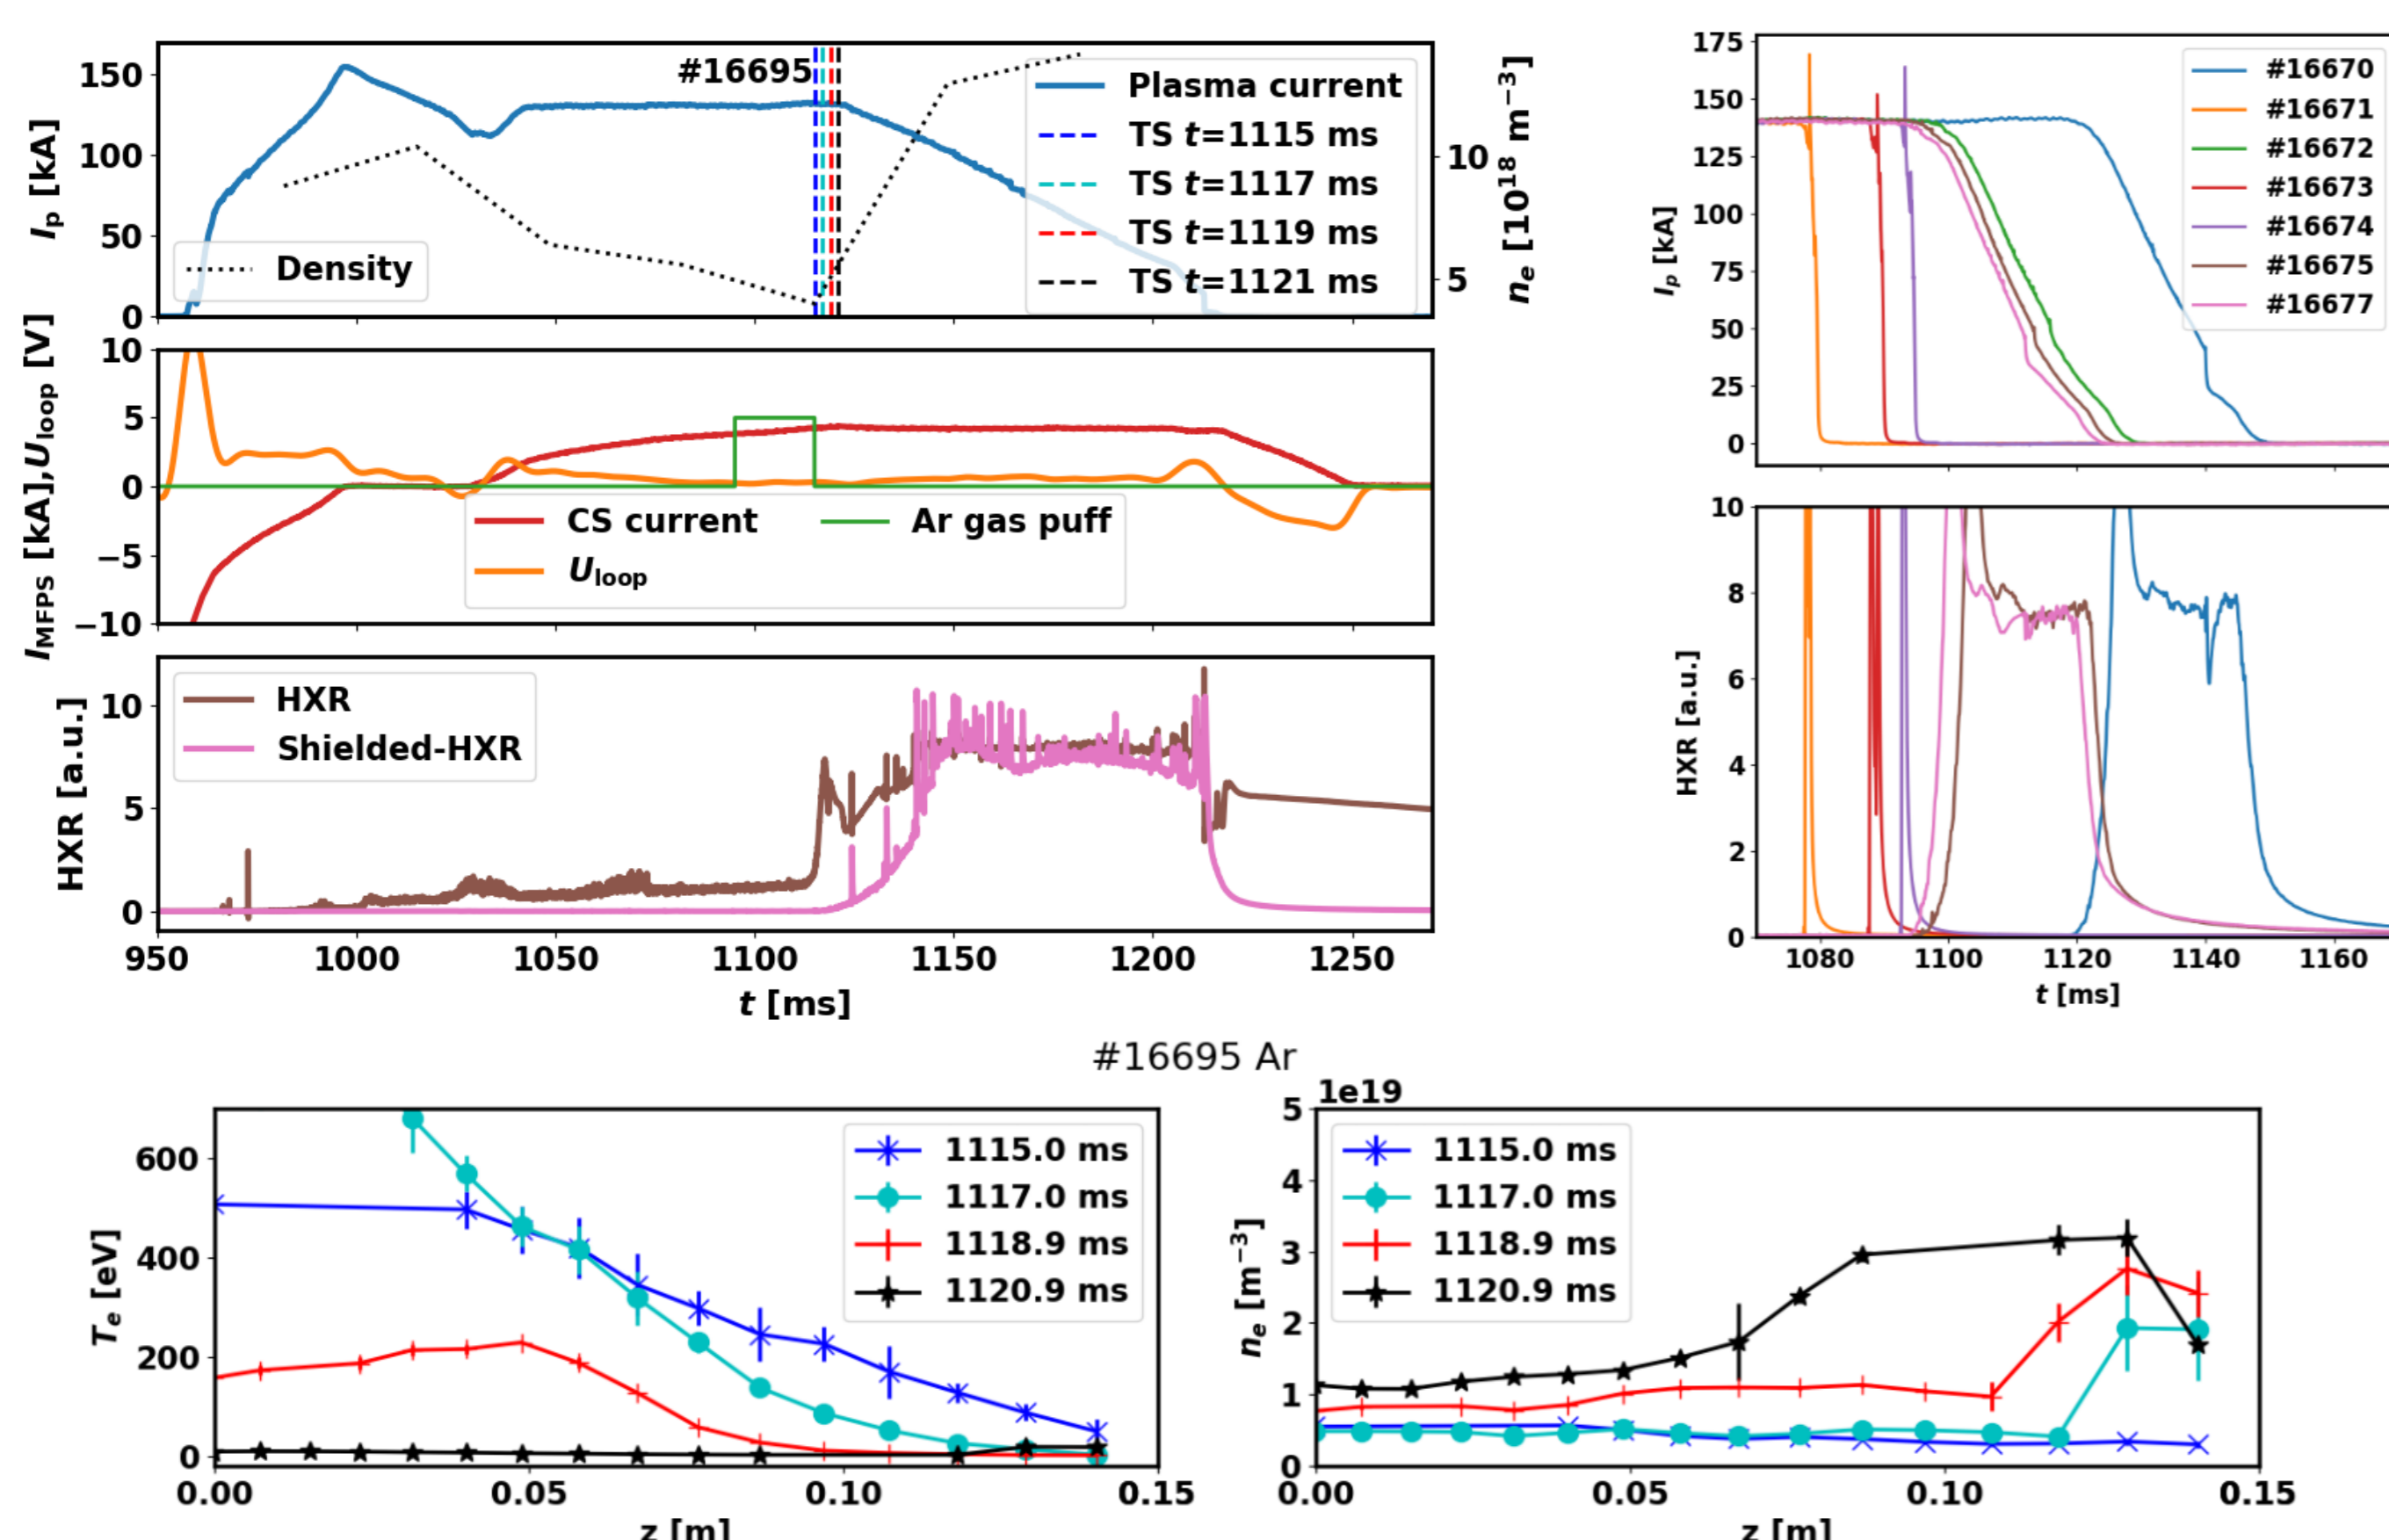 #16695
150
100
50
0
Iₚ [kA]
10
5
nₑ [10¹⁸ m⁻³]
Plasma current
TS t=1115 ms
TS t=1117 ms
TS t=1119 ms
TS t=1121 ms
Density
10
5
0
−5
−10
I_MFPS [kA],U_loop [V]
CS current
U_loop
Ar gas puff
10
5
0
HXR [a.u.]
HXR
Shielded-HXR
950 1000 1050 1100 1150 1200 1250
t [ms]
175
150
125
100
75
50
25
0
Iₚ [kA]
#16670
#16671
#16672
#16673
#16674
#16675
#16677
10
8
6
4
2
0
HXR [a.u.]
1080 1100 1120 1140 1160
t [ms]
#16695 Ar
600
400
200
0
Tₑ [eV]
1115.0 ms
1117.0 ms
1118.9 ms
1120.9 ms
0.00 0.05 0.10 0.15
z [m]
1e19
5
4
3
2
1
0
nₑ [m⁻³]
1115.0 ms
1117.0 ms
1118.9 ms
1120.9 ms
0.00 0.05 0.10 0.15
z [m]